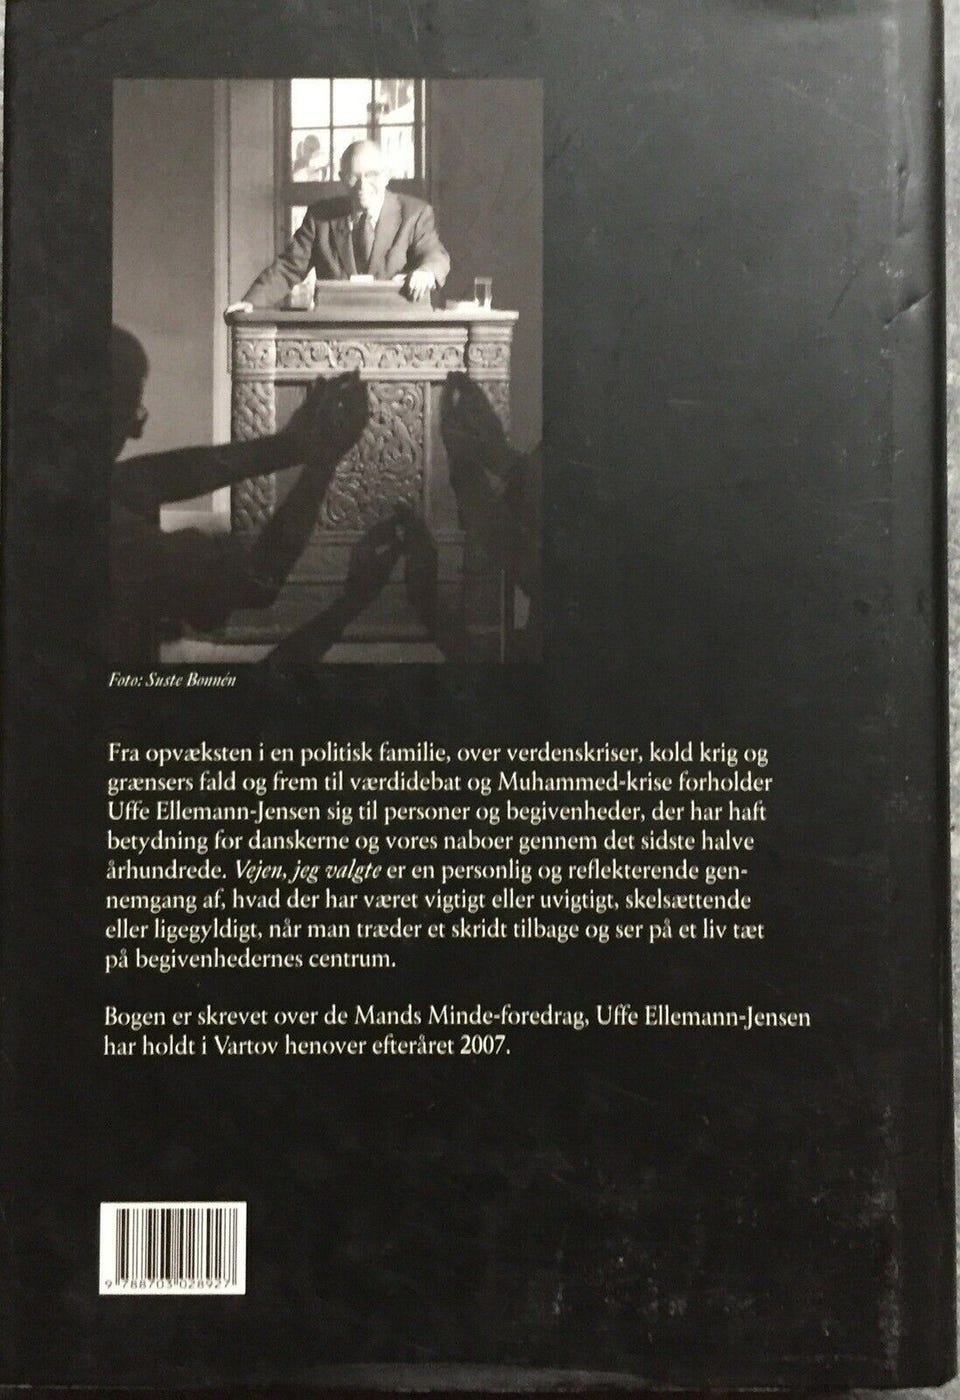 Foto: Suste Bonnén
Fra opvæksten i en politisk familie, over verdenskriser, kold krig og
grænsers fald og frem til værdidebat og Muhammed-krise forholder
Uffe Ellemann-Jensen sig til personer og begivenheder, der har haft
betydning for danskerne og vores naboer gennem det sidste halve
århundrede. Vejen, jeg valgte er en personlig og reflekterende gen-
nemgang af, hvad der har været vigtigt eller uvigtigt, skelsættende
eller ligegyldigt, når man træder et skridt tilbage og ser på et liv tæt
på begivenhedernes centrum.
Bogen er skrevet over de Mands Minde-foredrag, Uffe Ellemann-Jensen
har holdt i Vartov henover efteråret 2007.
9 788703 028927